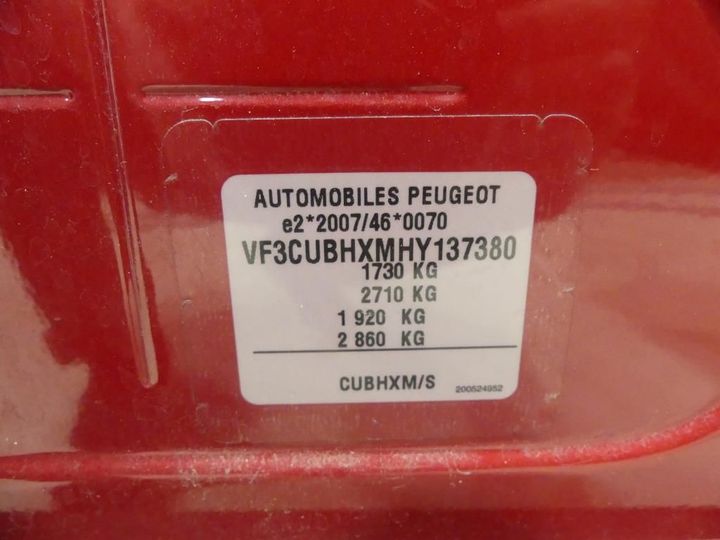 AUTOMOBILES PEUGEOT
e2*2007/46*0070
VF3CUBHXMHY137380
1730 KG
2710 KG
1 920 KG
2 860 KG
CUBHXM/S 200524952